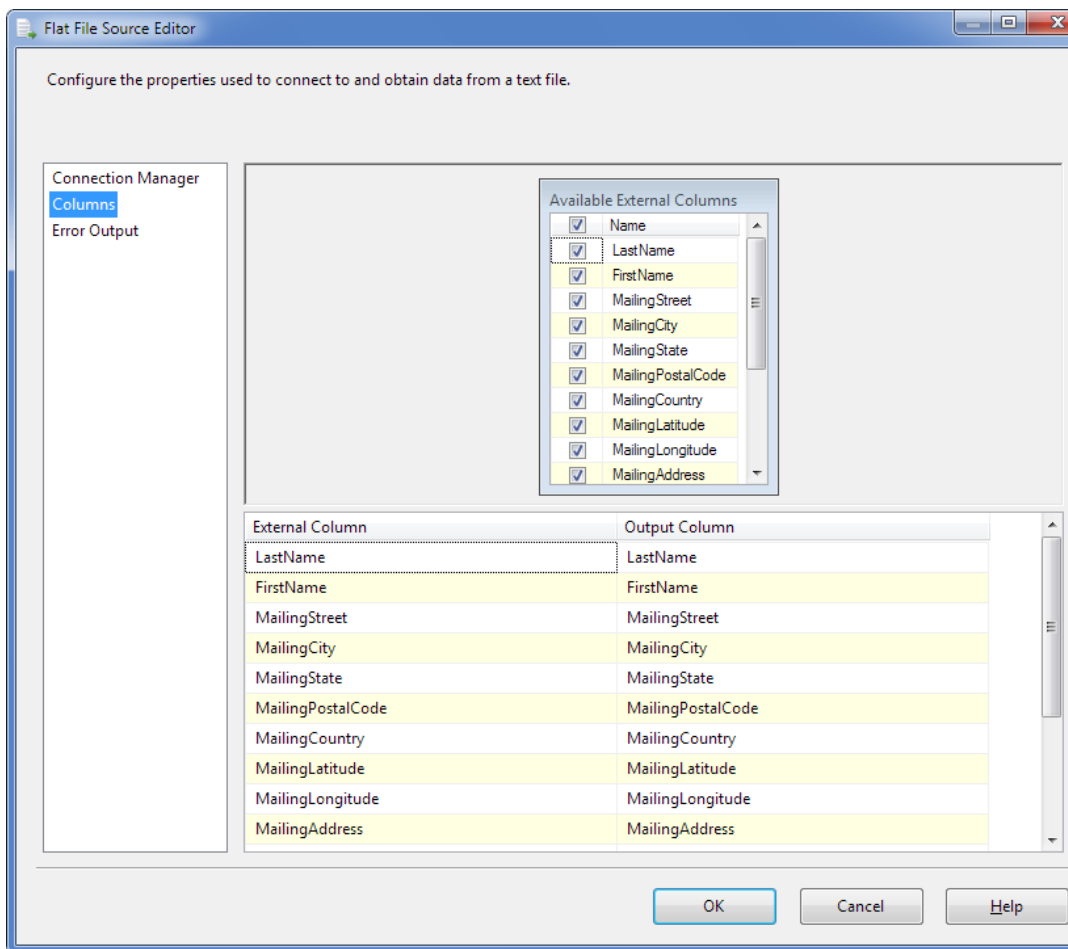 Flat File Source Editor
Configure the properties used to connect to and obtain data from a text file.
Connection Manager
Columns
Error Output
Available External Columns
Name
LastName
FirstName
MailingStreet
MailingCity
MailingState
MailingPostalCode
MailingCountry
MailingLatitude
MailingLongitude
MailingAddress
External Column Output Column
LastName LastName
FirstName FirstName
MailingStreet MailingStreet
MailingCity MailingCity
MailingState MailingState
MailingPostalCode MailingPostalCode
MailingCountry MailingCountry
MailingLatitude MailingLatitude
MailingLongitude MailingLongitude
MailingAddress MailingAddress
OK Cancel Help